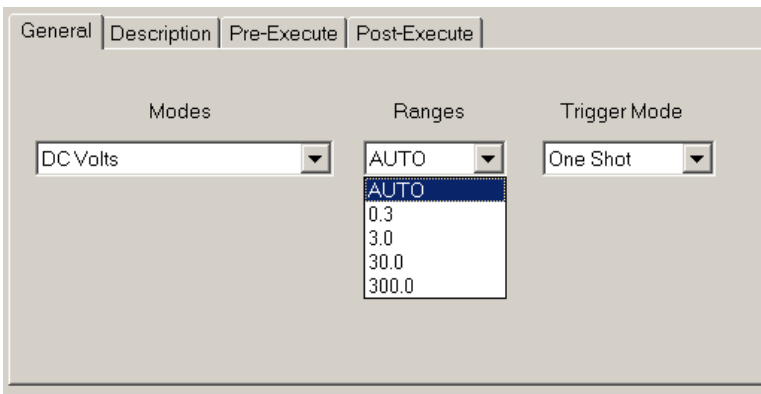 General Description Pre-Execute Post-Execute
Modes Ranges Trigger Mode
DC Volts AUTO One Shot
AUTO
0.3
3.0
30.0
300.0